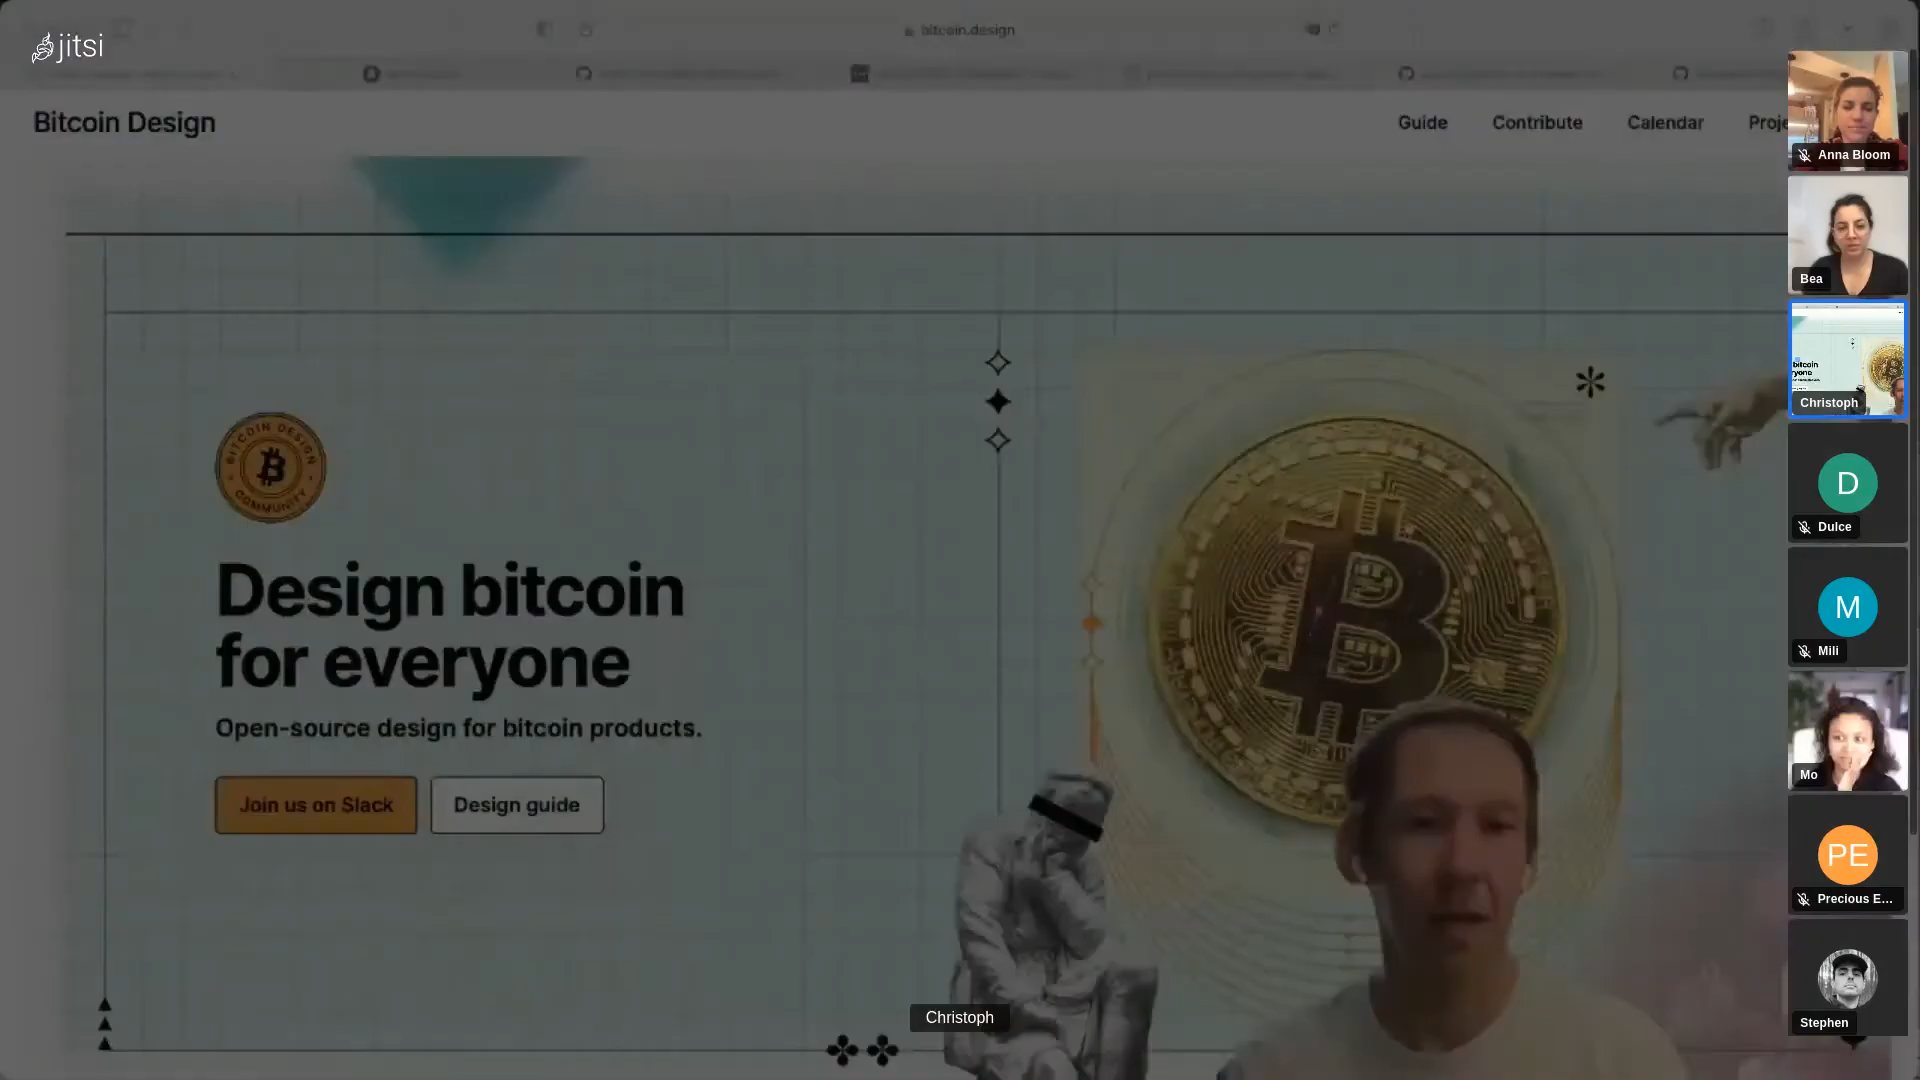 jitsi
bitcoin.design
Bitcoin Design
Guide
Contribute
Calendar
BITCOIN DESIGN
COMMUNITY
Design bitcoin
for everyone
Open-source design for bitcoin products.
Join us on Slack
Design guide
Christoph
Anna Bloom
Bea
Christoph
D
Dulce
M
Mili
Mo
PE
Precious E...
Stephen